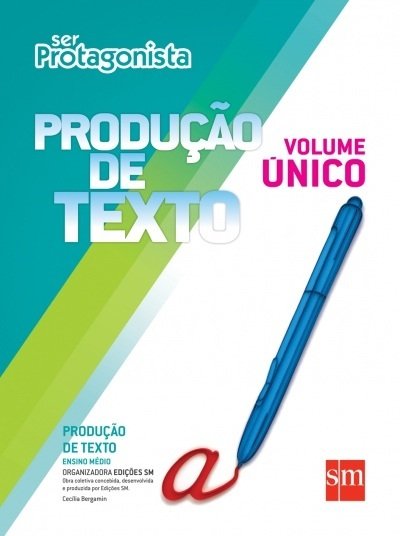 ser
Protagonista
PRODUÇÃO
DE
TEXTO
VOLUME
ÚNICO
PRODUÇÃO
DE TEXTO
ENSINO MÉDIO
ORGANIZADORA EDIÇÕES SM
Obra coletiva concebida, desenvolvida
e produzida por Edições SM.
Cecília Bergamin
a
sm